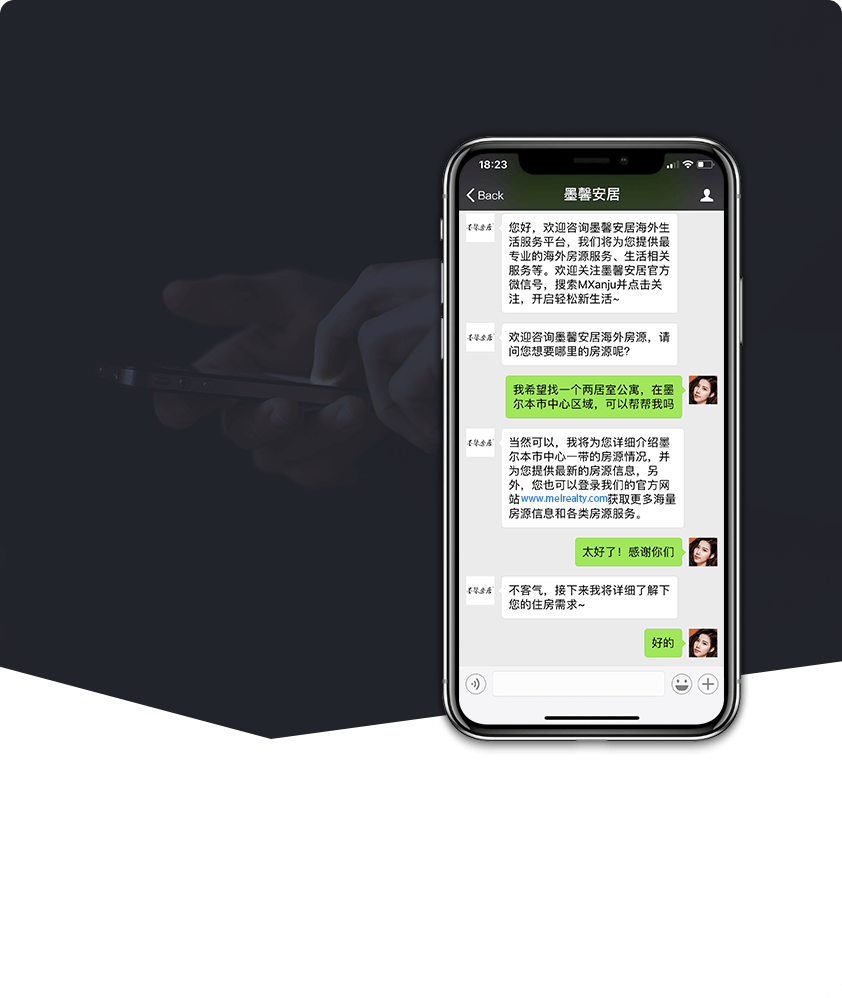 18:23
Back
墨馨安居
您好，欢迎咨询墨馨安居海外生
活服务平台，我们将为您提供最
专业的海外房源服务、生活相关
服务等。欢迎关注墨馨安居官方
微信号，搜索MXanju并点击关
注，开启轻松新生活~
墨馨安居
欢迎咨询墨馨安居海外房源，请
问您想要哪里的房源呢?
墨馨安居
我希望找一个两居室公寓，在墨
尔本市中心区域，可以帮帮我吗
当然可以，我将为您详细介绍墨
尔本市中心一带的房源情况，并
为您提供最新的房源信息，另
外，您也可以登录我们的官方网
站www.melrealty.com获取更多海量
房源信息和各类房源服务。
墨馨安居
太好了！感谢你们
不客气，接下来我将详细了解下
您的住房需求~
墨馨安居
好的